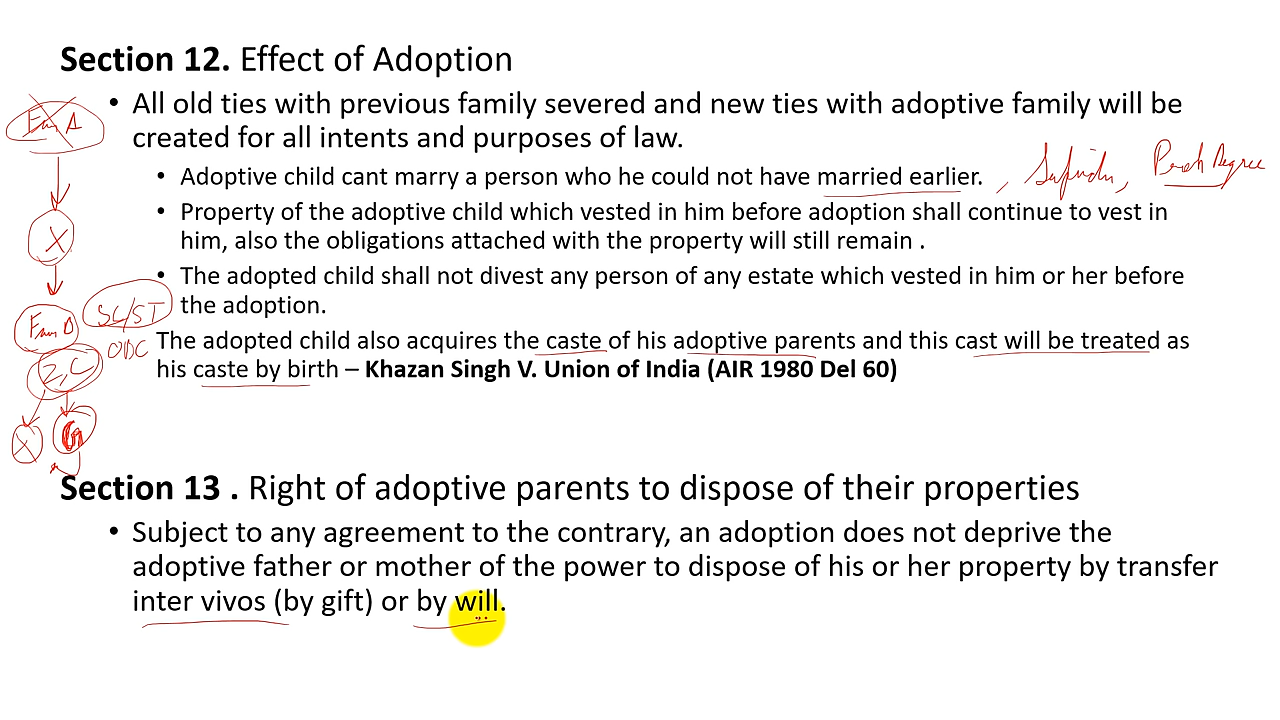 Section 12. Effect of Adoption
• All old ties with previous family severed and new ties with adoptive family will be
created for all intents and purposes of law.
Fam A
• Adoptive child cant marry a person who he could not have married earlier. , Sapinda, Proh Degree
• Property of the adoptive child which vested in him before adoption shall continue to vest in
him, also the obligations attached with the property will still remain .
X
• The adopted child shall not divest any person of any estate which vested in him or her before
the adoption.
SC/ST
Fam B
OBC
The adopted child also acquires the caste of his adoptive parents and this cast will be treated as
his caste by birth – Khazan Singh V. Union of India (AIR 1980 Del 60)
Z, C
X
Section 13 . Right of adoptive parents to dispose of their properties
• Subject to any agreement to the contrary, an adoption does not deprive the
adoptive father or mother of the power to dispose of his or her property by transfer
inter vivos (by gift) or by will.